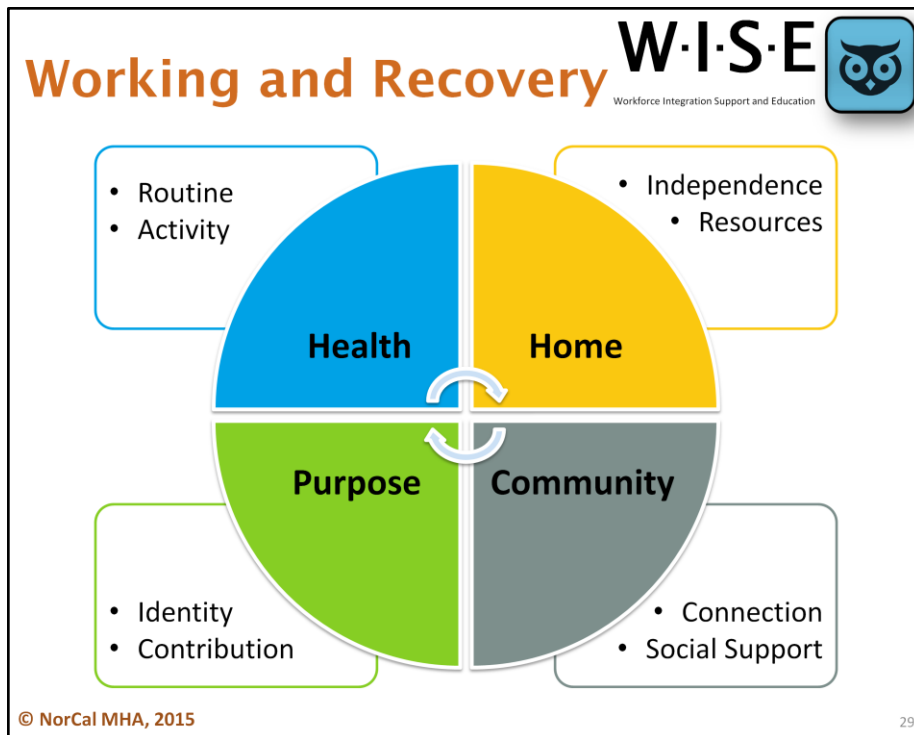 Working and Recovery
W·I·S·E
Workforce Integration Support and Education
• Routine
• Activity
• Independence
• Resources
Health
Home
Purpose
Community
• Identity
• Contribution
• Connection
• Social Support
© NorCal MHA, 2015
29